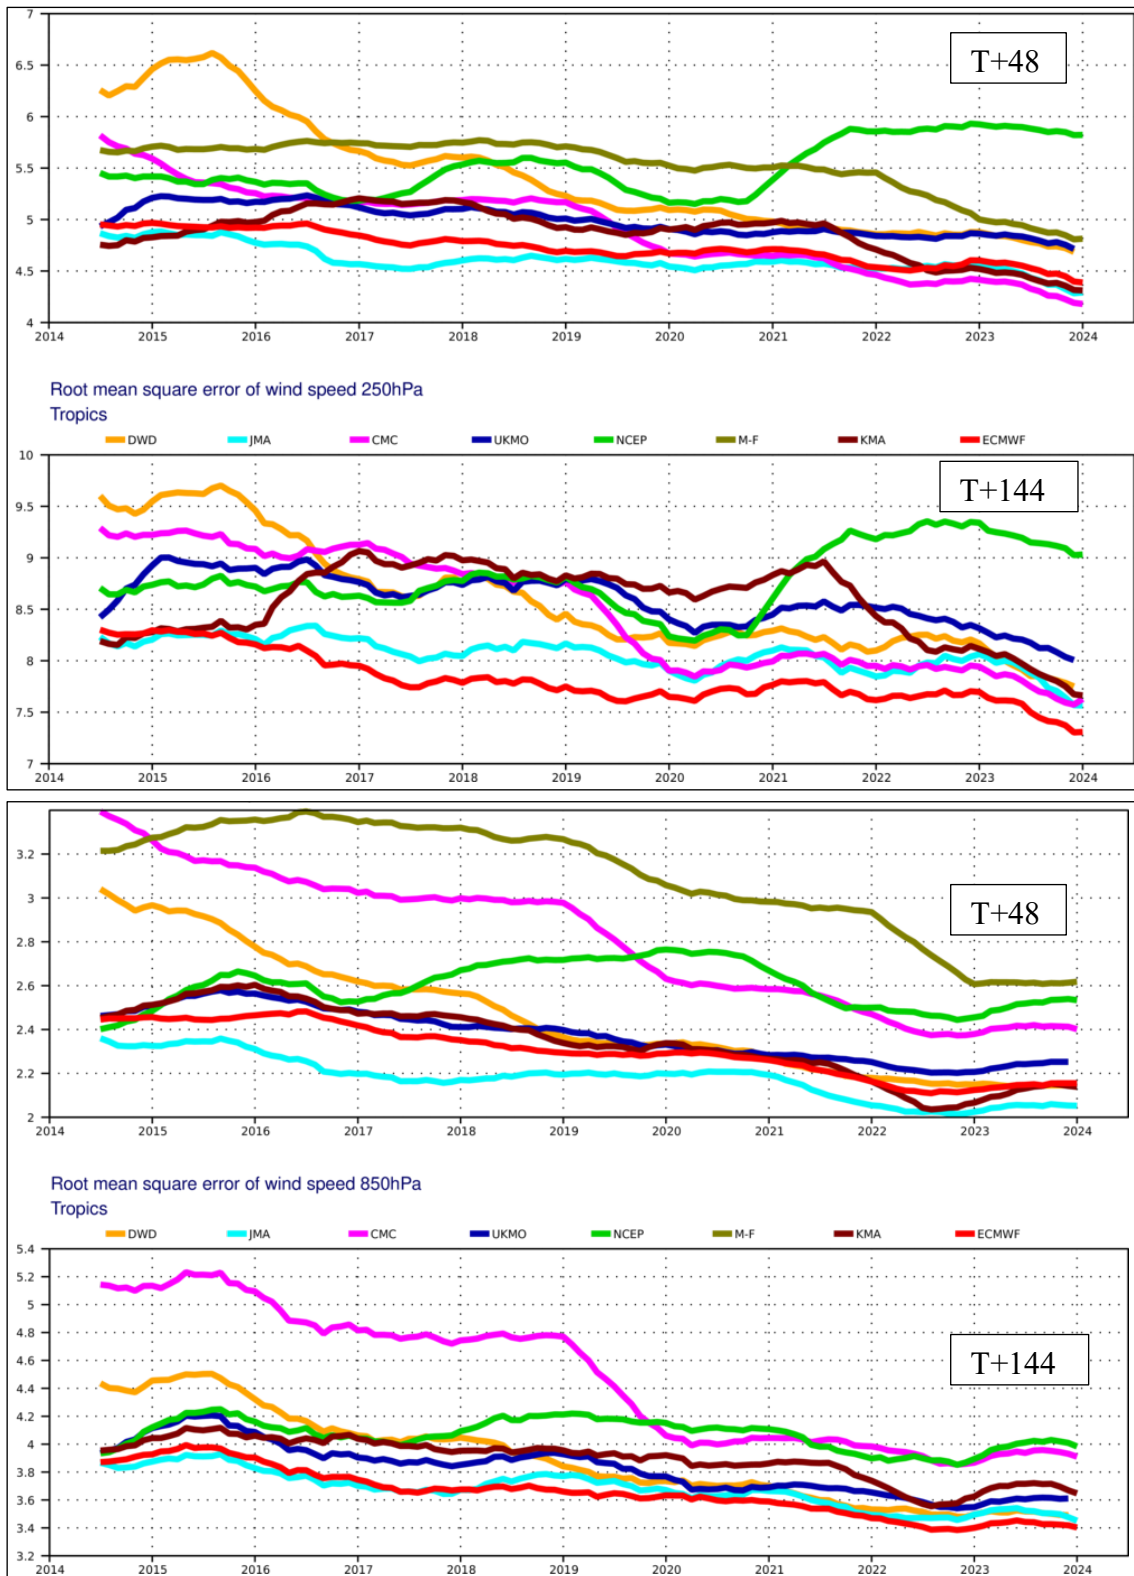 7
T+48
6.5
6
5.5
5
4.5
4
2014 2015 2016 2017 2018 2019 2020 2021 2022 2023 2024
Root mean square error of wind speed 250hPa
Tropics
DWD JMA CMC UKMO NCEP M-F KMA ECMWF
10
T+144
9.5
9
8.5
8
7.5
7
2014 2015 2016 2017 2018 2019 2020 2021 2022 2023 2024
3.2
T+48
3
2.8
2.6
2.4
2.2
2
2014 2015 2016 2017 2018 2019 2020 2021 2022 2023 2024
Root mean square error of wind speed 850hPa
Tropics
DWD JMA CMC UKMO NCEP M-F KMA ECMWF
5.4
5.2
5
4.8
T+144
4.6
4.4
4.2
4
3.8
3.6
3.4
3.2
2014 2015 2016 2017 2018 2019 2020 2021 2022 2023 2024